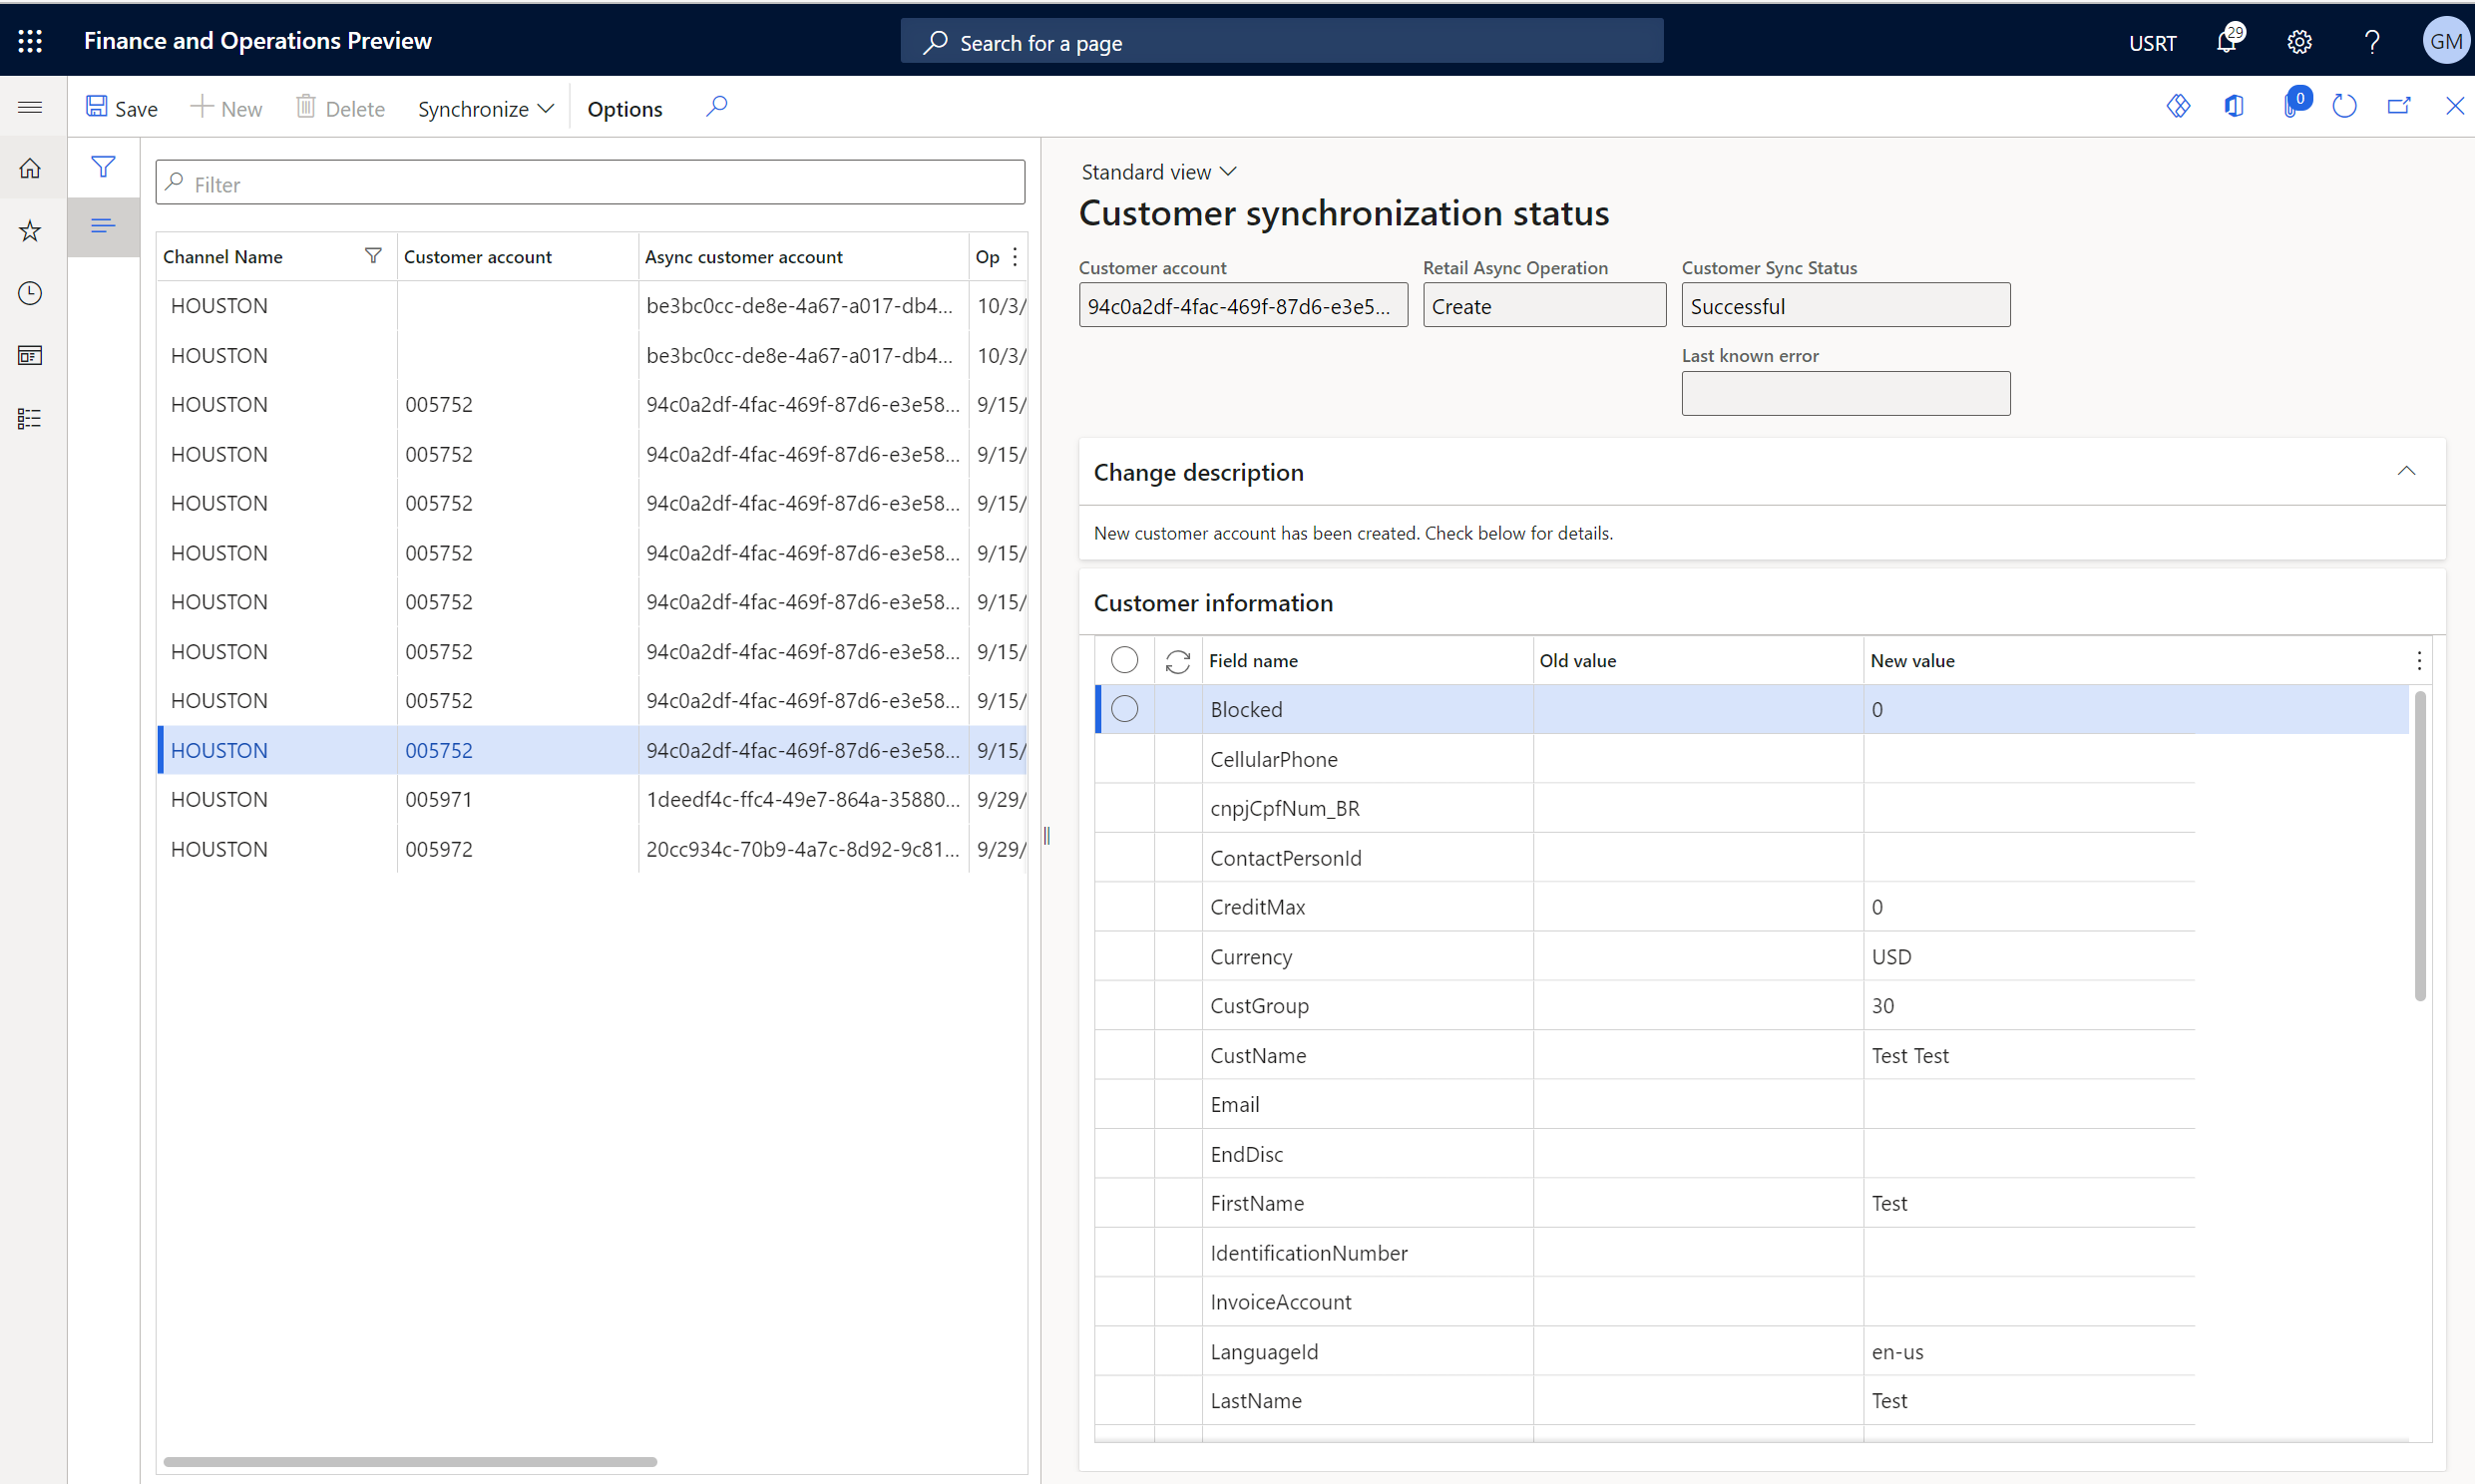 Finance and Operations Preview
Search for a page
USRT
29
GM
Save
New
Delete
Synchronize
Options
0
Filter
Channel Name Customer account Async customer account Op
HOUSTON be3bc0cc-de8e-4a67-a017-db4... 10/3/
HOUSTON be3bc0cc-de8e-4a67-a017-db4... 10/3/
HOUSTON 005752 94c0a2df-4fac-469f-87d6-e3e58... 9/15/
HOUSTON 005752 94c0a2df-4fac-469f-87d6-e3e58... 9/15/
HOUSTON 005752 94c0a2df-4fac-469f-87d6-e3e58... 9/15/
HOUSTON 005752 94c0a2df-4fac-469f-87d6-e3e58... 9/15/
HOUSTON 005752 94c0a2df-4fac-469f-87d6-e3e58... 9/15/
HOUSTON 005752 94c0a2df-4fac-469f-87d6-e3e58... 9/15/
HOUSTON 005752 94c0a2df-4fac-469f-87d6-e3e58... 9/15/
HOUSTON 005752 94c0a2df-4fac-469f-87d6-e3e58... 9/15/
HOUSTON 005971 1deedf4c-ffc4-49e7-864a-35880... 9/29/
HOUSTON 005972 20cc934c-70b9-4a7c-8d92-9c81... 9/29/
Standard view
Customer synchronization status
Customer account Retail Async Operation Customer Sync Status
94c0a2df-4fac-469f-87d6-e3e5... Create Successful
Last known error
Change description
New customer account has been created. Check below for details.
Customer information
Field name Old value New value
Blocked 0
CellularPhone
cnpjCpfNum_BR
ContactPersonId
CreditMax 0
Currency USD
CustGroup 30
CustName Test Test
Email
EndDisc
FirstName Test
IdentificationNumber
InvoiceAccount
LanguageId en-us
LastName Test